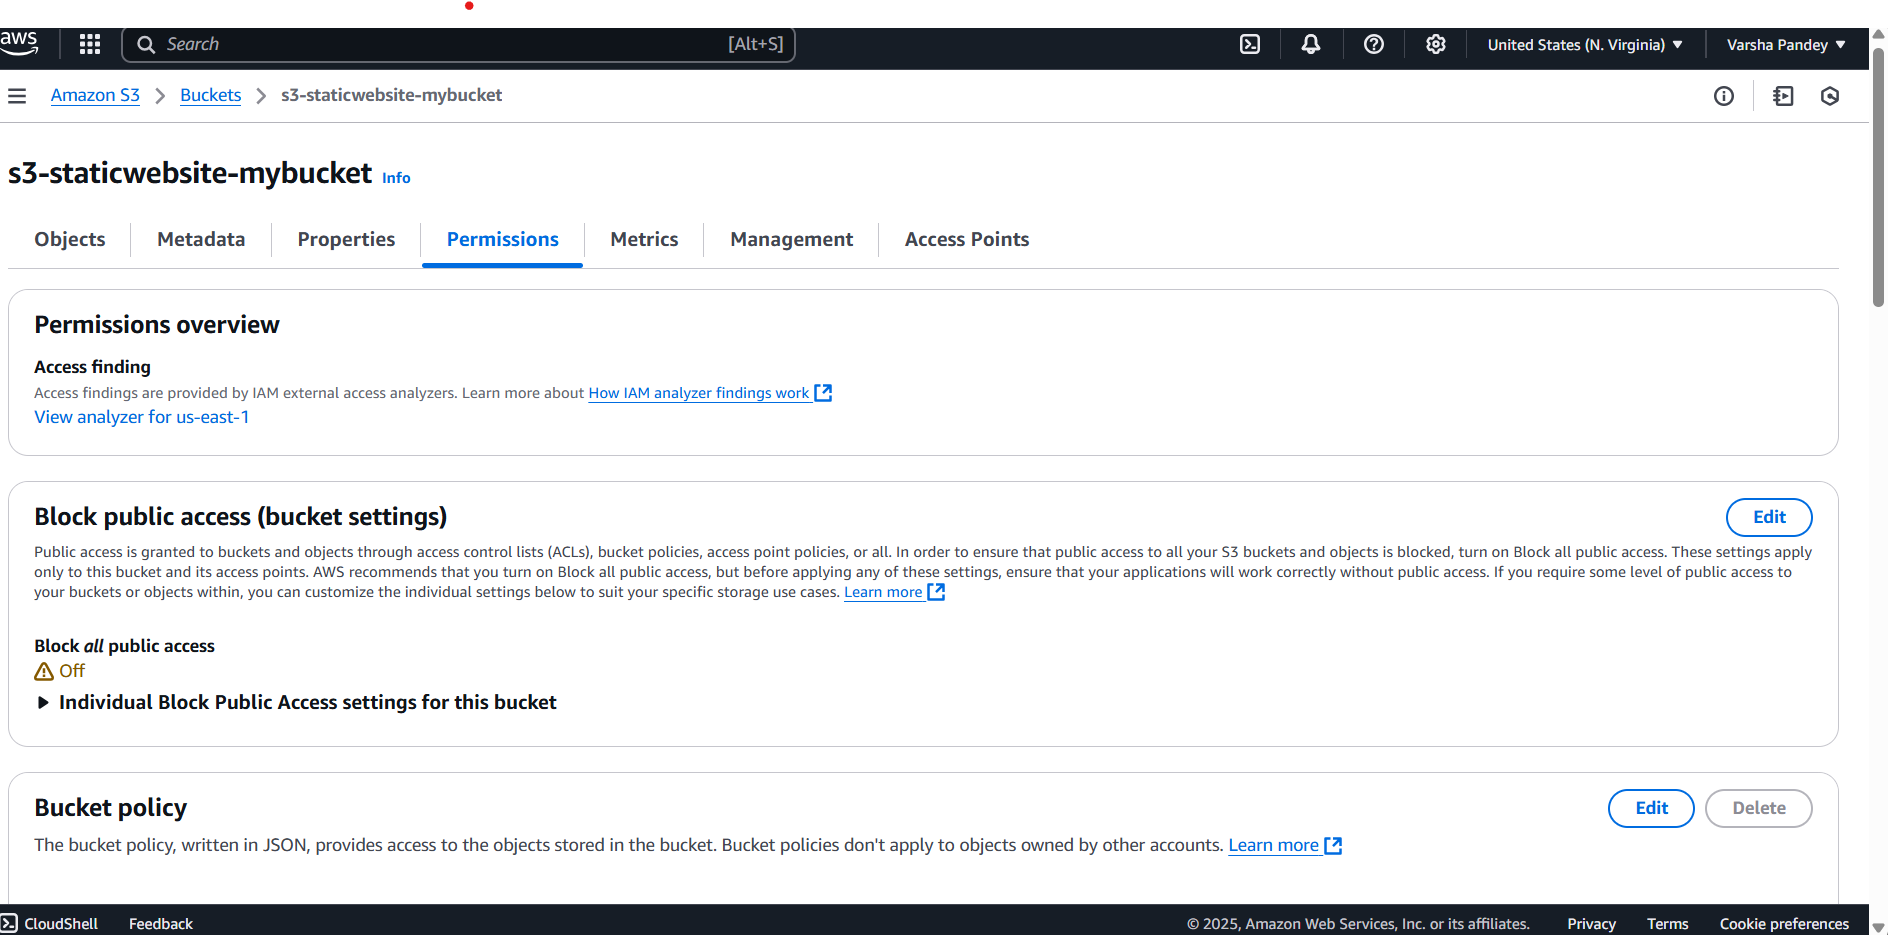 aws
Search [Alt+S]
United States (N. Virginia)
Varsha Pandey
Amazon S3 Buckets s3-staticwebsite-mybucket
s3-staticwebsite-mybucket Info
Objects Metadata Properties Permissions Metrics Management Access Points
Permissions overview
Access finding
Access findings are provided by IAM external access analyzers. Learn more about How IAM analyzer findings work
View analyzer for us-east-1
Block public access (bucket settings)
Edit
Public access is granted to buckets and objects through access control lists (ACLs), bucket policies, access point policies, or all. In order to ensure that public access to all your S3 buckets and objects is blocked, turn on Block all public access. These settings apply
only to this bucket and its access points. AWS recommends that you turn on Block all public access, but before applying any of these settings, ensure that your applications will work correctly without public access. If you require some level of public access to
your buckets or objects within, you can customize the individual settings below to suit your specific storage use cases. Learn more
Block all public access
Off
Individual Block Public Access settings for this bucket
Bucket policy
Edit
Delete
The bucket policy, written in JSON, provides access to the objects stored in the bucket. Bucket policies don't apply to objects owned by other accounts. Learn more
CloudShell Feedback © 2025, Amazon Web Services, Inc. or its affiliates. Privacy Terms Cookie preferences